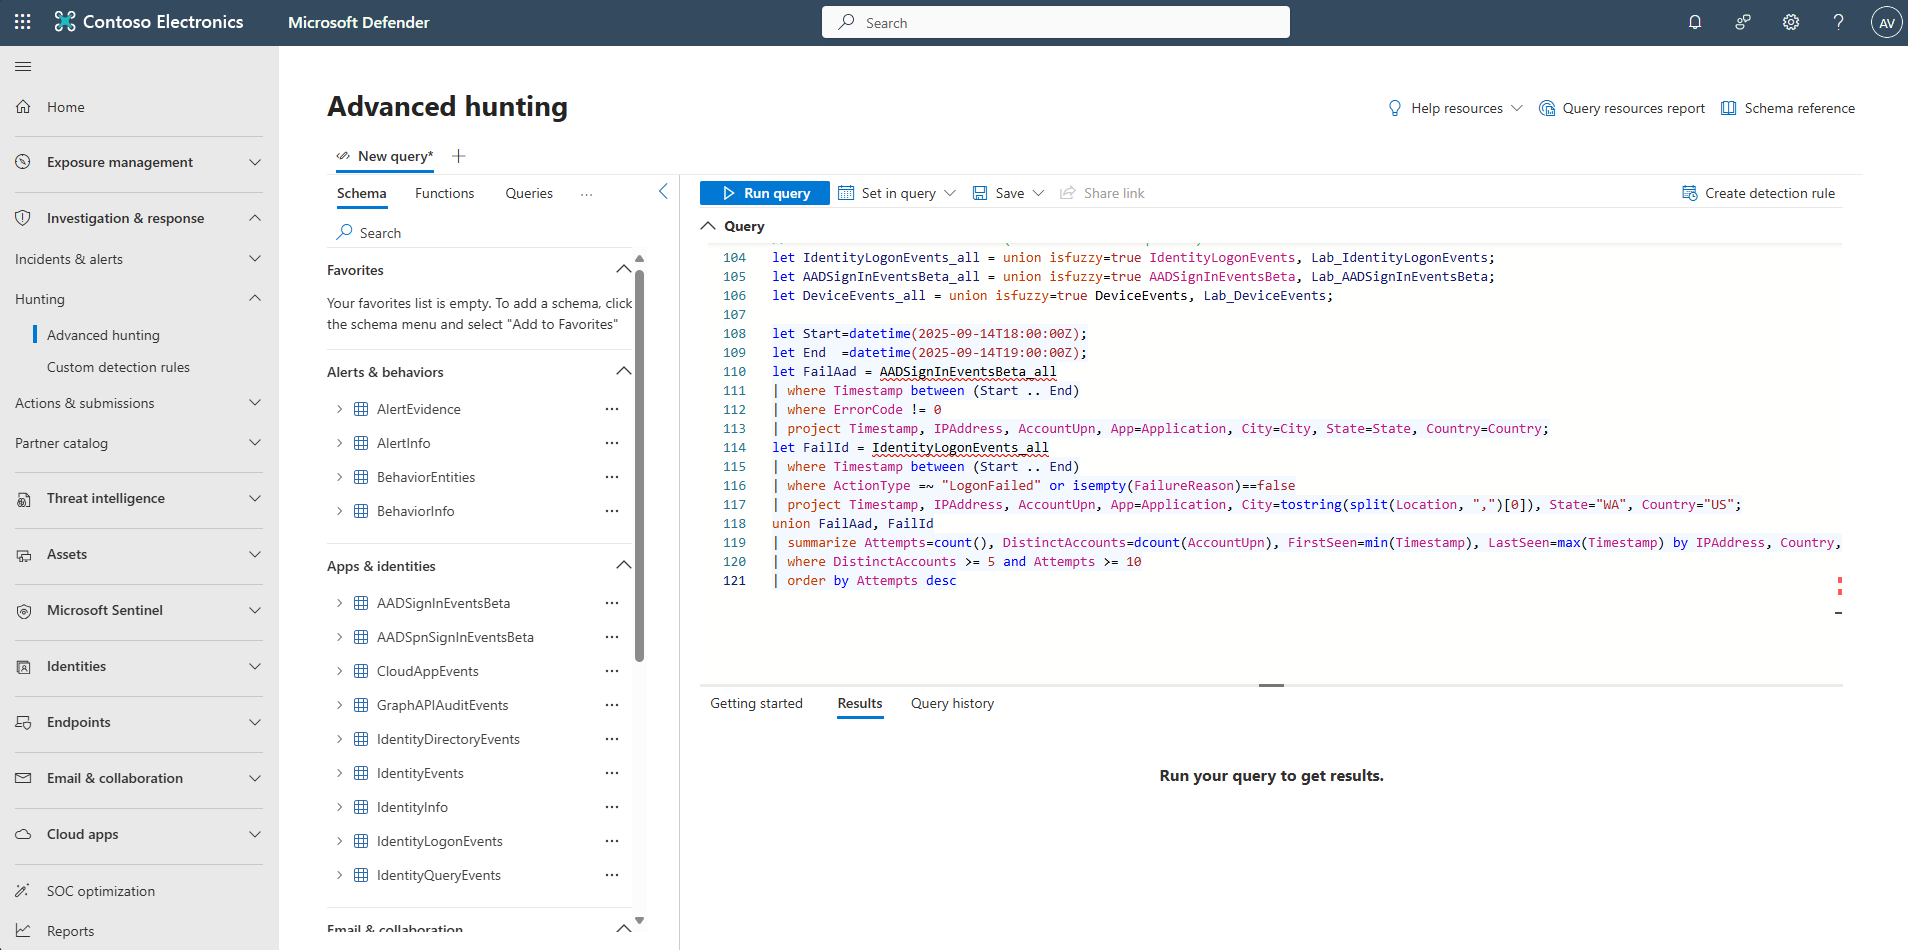 Contoso Electronics
Microsoft Defender
Search
AV
Home
Exposure management
Investigation & response
Incidents & alerts
Hunting
Advanced hunting
Custom detection rules
Actions & submissions
Partner catalog
Threat intelligence
Assets
Microsoft Sentinel
Identities
Endpoints
Email & collaboration
Cloud apps
SOC optimization
Reports
Advanced hunting
Help resources
Query resources report
Schema reference
New query*
Schema
Functions
Queries
Search
Favorites
Your favorites list is empty. To add a schema, click
the schema menu and select "Add to Favorites"
Alerts & behaviors
AlertEvidence
AlertInfo
BehaviorEntities
BehaviorInfo
Apps & identities
AADSignInEventsBeta
AADSpnSignInEventsBeta
CloudAppEvents
GraphAPIAuditEvents
IdentityDirectoryEvents
IdentityEvents
IdentityInfo
IdentityLogonEvents
IdentityQueryEvents
Email & collaboration
Run query
Set in query
Save
Share link
Create detection rule
Query
104 let IdentityLogonEvents_all = union isfuzzy=true IdentityLogonEvents, Lab_IdentityLogonEvents;
105 let AADSignInEventsBeta_all = union isfuzzy=true AADSignInEventsBeta, Lab_AADSignInEventsBeta;
106 let DeviceEvents_all = union isfuzzy=true DeviceEvents, Lab_DeviceEvents;
107
108 let Start=datetime(2025-09-14T18:00:00Z);
109 let End  =datetime(2025-09-14T19:00:00Z);
110 let FailAad = AADSignInEventsBeta_all
111 | where Timestamp between (Start .. End)
112 | where ErrorCode != 0
113 | project Timestamp, IPAddress, AccountUpn, App=Application, City=City, State=State, Country=Country;
114 let FailId = IdentityLogonEvents_all
115 | where Timestamp between (Start .. End)
116 | where ActionType =~ "LogonFailed" or isempty(FailureReason)==false
117 | project Timestamp, IPAddress, AccountUpn, App=Application, City=tostring(split(Location, ",")[0]), State="WA", Country="US";
118 union FailAad, FailId
119 | summarize Attempts=count(), DistinctAccounts=dcount(AccountUpn), FirstSeen=min(Timestamp), LastSeen=max(Timestamp) by IPAddress, Country,
120 | where DistinctAccounts >= 5 and Attempts >= 10
121 | order by Attempts desc
Getting started
Results
Query history
Run your query to get results.